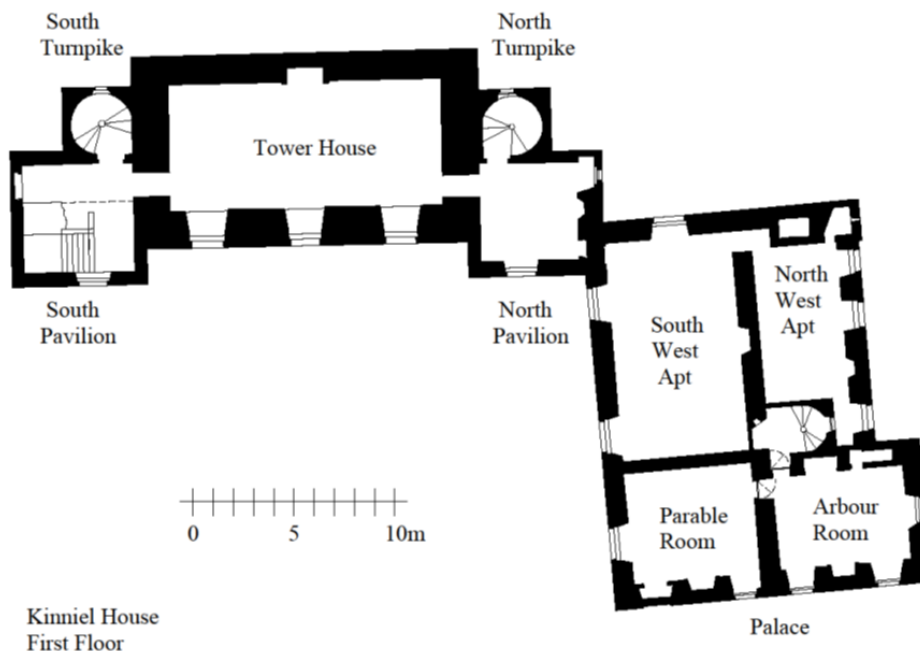 South
Turnpike
North
Turnpike
Tower House
South
Pavilion
North
Pavilion
North
West
Apt
South
West
Apt
0 5 10m
Parable
Room
Arbour
Room
Kinniel House
First Floor
Palace